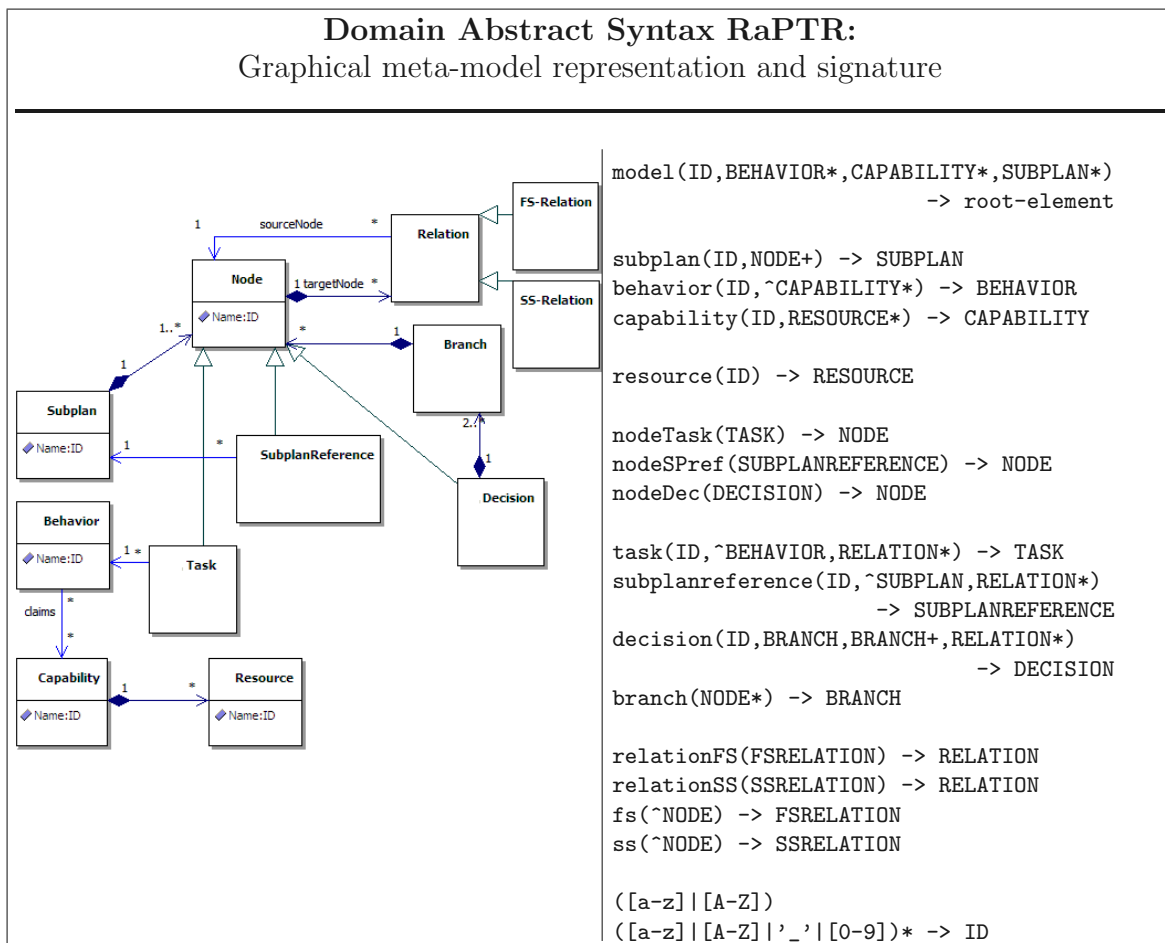 Domain Abstract Syntax RaPTR:
Graphical meta-model representation and signature
FS-Relation
sourceNode
*
1
Relation
Node
1 targetNode *
SS-Relation
Name:ID
1..*
*
1
Branch
1
Subplan
2..*
Name:ID
1
*
SubplanReference
1
Decision
Behavior
Name:ID
1 *
Task
claims
*
*
Capability
1
*
Resource
Name:ID
Name:ID
model(ID,BEHAVIOR*,CAPABILITY*,SUBPLAN*)
-> root-element
subplan(ID,NODE+) -> SUBPLAN
behavior(ID,^CAPABILITY*) -> BEHAVIOR
capability(ID,RESOURCE*) -> CAPABILITY
resource(ID) -> RESOURCE
nodeTask(TASK) -> NODE
nodeSPref(SUBPLANREFERENCE) -> NODE
nodeDec(DECISION) -> NODE
task(ID,^BEHAVIOR,RELATION*) -> TASK
subplanreference(ID,^SUBPLAN,RELATION*)
-> SUBPLANREFERENCE
decision(ID,BRANCH,BRANCH+,RELATION*)
-> DECISION
branch(NODE*) -> BRANCH
relationFS(FSRELATION) -> RELATION
relationSS(SSRELATION) -> RELATION
fs(^NODE) -> FSRELATION
ss(^NODE) -> SSRELATION
([a-z]|[A-Z])
([a-z]|[A-Z]|'_'|[0-9])* -> ID